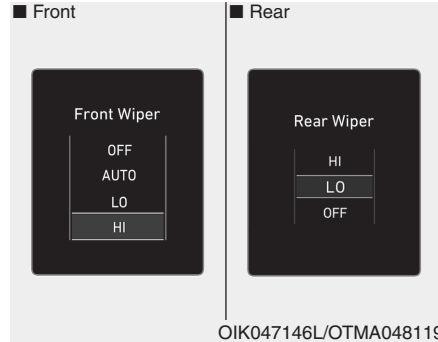 ■ Front
Front Wiper
OFF
AUTO
LO
HI
■ Rear
Rear Wiper
HI
LO
OFF
OIK047146L/OTMA048119